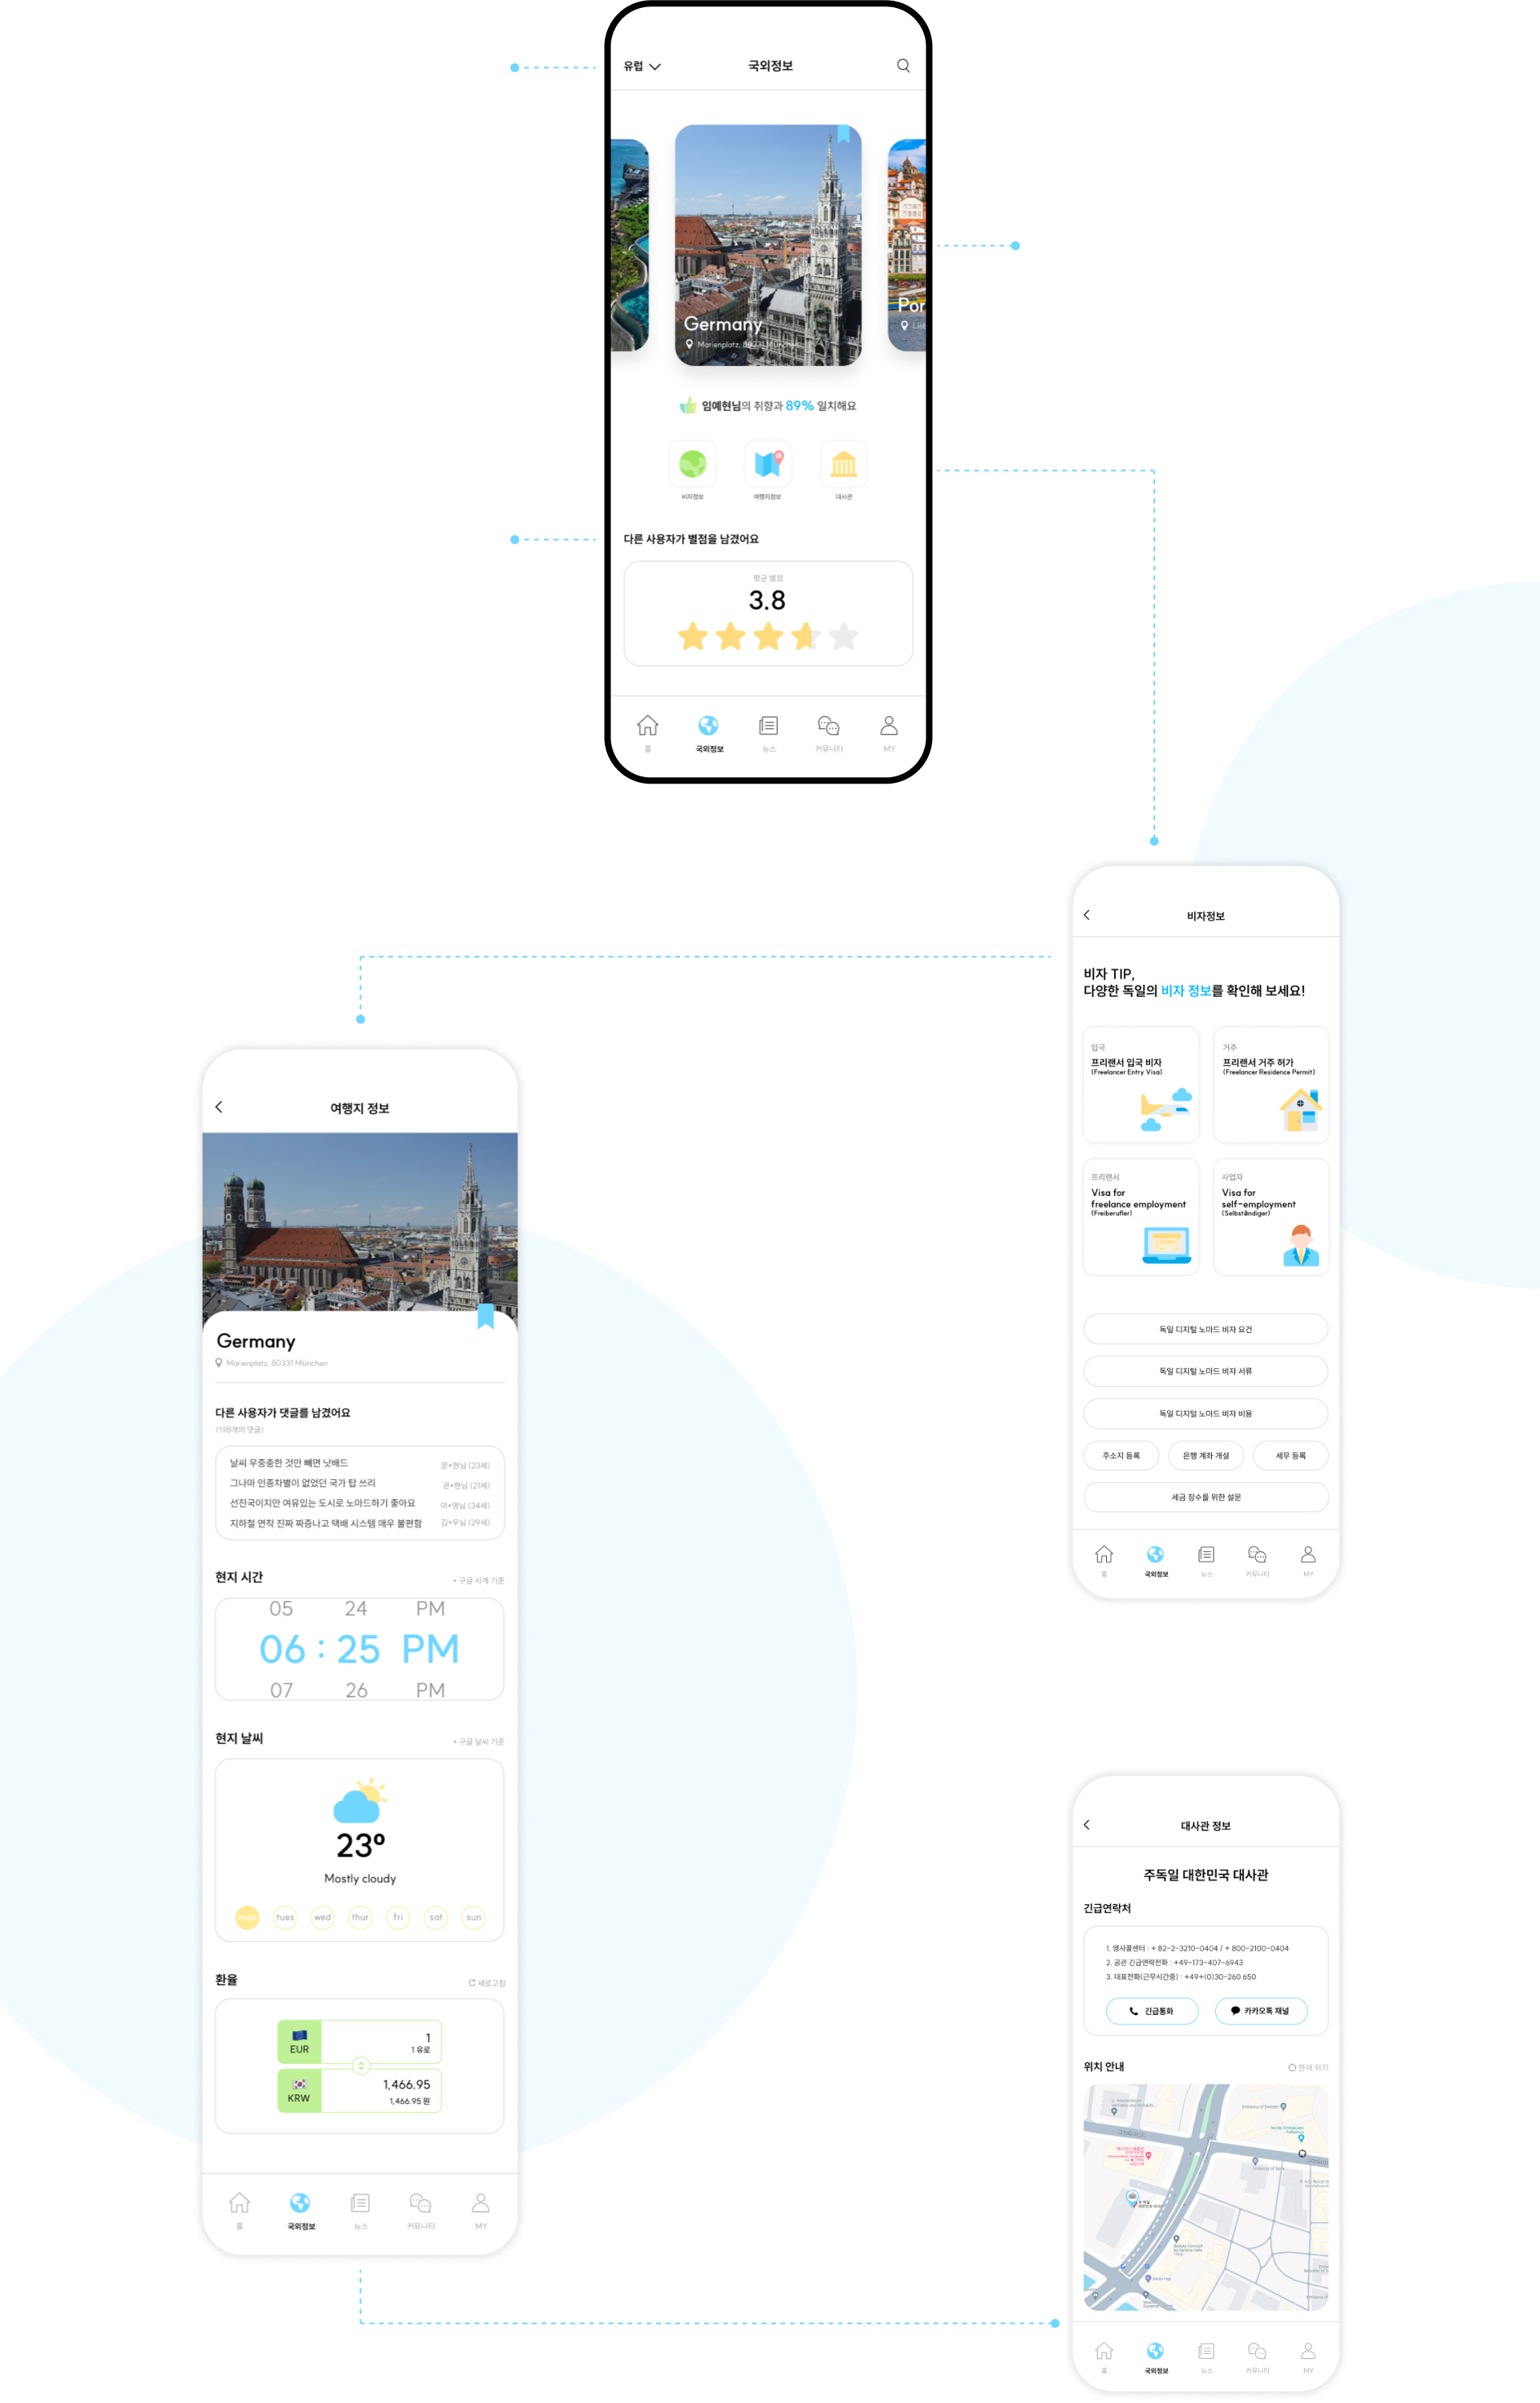 유럽
국외정보
Germany
Marienplatz, 80331 München
Por
Lis
임예현님의 취향과 89% 일치해요
비자정보
여행지정보
대사관
다른 사용자가 별점을 남겼어요
평균 별점
3.8
홈
국외정보
뉴스
커뮤니티
MY
비자정보
비자 TIP,
다양한 독일의 비자 정보를 확인해 보세요!
입국
프리랜서 입국 비자
(Freelancer Entry Visa)
거주
프리랜서 거주 허가
(Freelancer Residence Permit)
프리랜서
Visa for
freelance employment
(Freiberufler)
사업자
Visa for
self-employment
(Selbständiger)
독일 디지털 노마드 비자 요건
독일 디지털 노마드 비자 서류
독일 디지털 노마드 비자 비용
주소지 등록
은행 계좌 개설
세무 등록
세금 징수를 위한 설문
홈
국외정보
뉴스
커뮤니티
MY
여행지 정보
Germany
Marienplatz, 80331 München
다른 사용자가 댓글를 남겼어요
(198개의 댓글)
날씨 우중충한 것만 빼면 낫배드
문*현님 (23세)
그나마 인종차별이 없었던 국가 탑 쓰리
권*현님 (21세)
선진국이지만 여유있는 도시로 노마드하기 좋아요
이*영님 (34세)
지하철 연착 진짜 짜증나고 택배 시스템 매우 불편함
김*우님 (29세)
현지 시간
* 구글 시계 기준
05 24 PM
06 : 25 PM
07 26 PM
현지 날씨
* 구글 날씨 기준
23º
Mostly cloudy
mon tues wed thur fri sat sun
환율
새로고침
EUR
1
1 유로
KRW
1,466.95
1,466.95 원
홈
국외정보
뉴스
커뮤니티
MY
대사관 정보
주독일 대한민국 대사관
긴급연락처
1. 영사콜센터 : + 82-2-3210-0404 / + 800-2100-0404
2. 공관 긴급연락전화 : +49-173-407-6943
3. 대표전화(근무시간중) : +49+(0)30-260 650
긴급통화
카카오톡 채널
위치 안내
현재 위치
Embassy of Sweden
홈
국외정보
뉴스
커뮤니티
MY